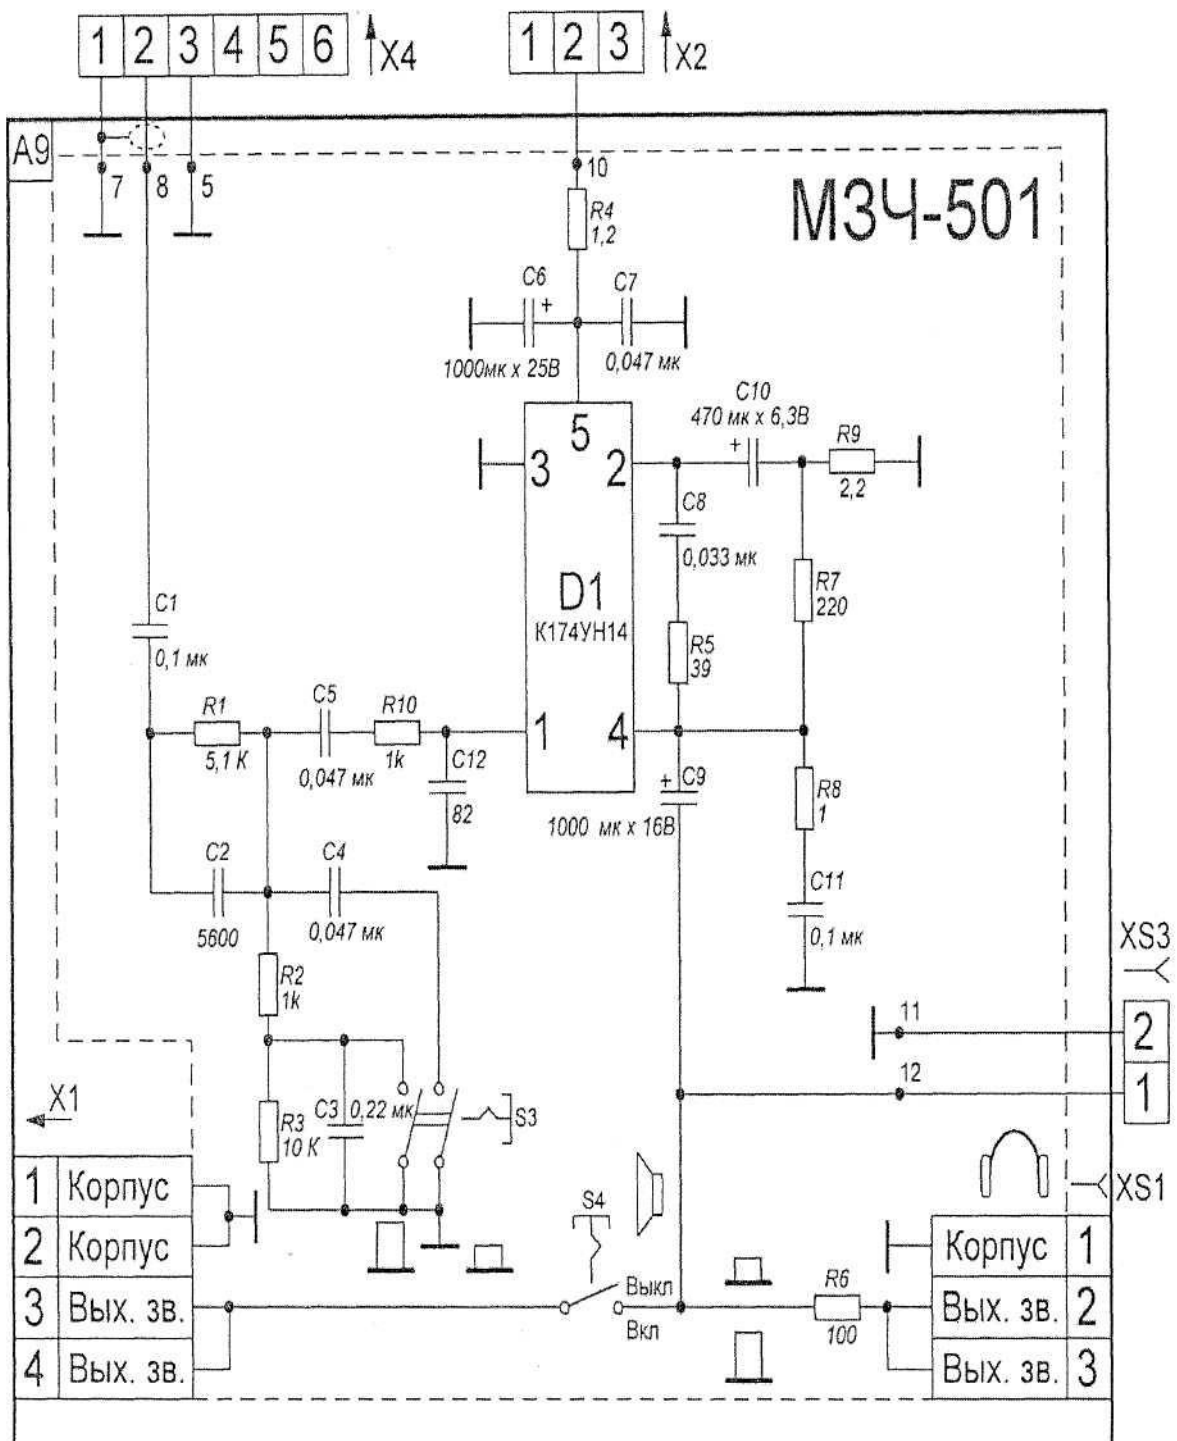 1 2 3 4 5 6 X4
1 2 3 X2
A9
7 8 5
10
МЗЧ-501
R4
1,2
C6
+
1000мк x 25В
C7
0,047 мк
5
3 2
D1
К174УН14
1 4
C10
470 мк x 6,3В
+
R9
2,2
C8
0,033 мк
R7
220
R5
39
C1
0,1 мк
R1
5,1 К
C5
0,047 мк
R10
1k
C12
82
+ C9
1000 мк x 16В
R8
1
C11
0,1 мк
C2
5600
C4
0,047 мк
R2
1k
R3
10 К
C3 0,22 мк
S3
XS3
11
2
12
1
X1
1 Корпус
2 Корпус
3 Вых. зв.
4 Вых. зв.
S4
Выкл
Вкл
R6
100
XS1
Корпус 1
Вых. зв. 2
Вых. зв. 3